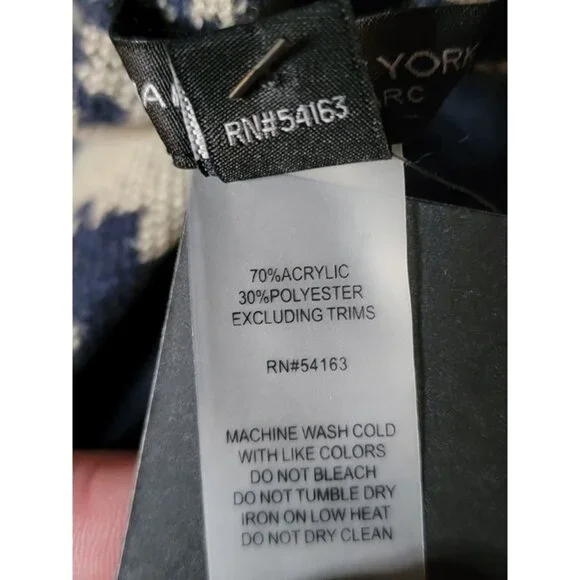 YORK
RC
RN#54163
70%ACRYLIC
30%POLYESTER
EXCLUDING TRIMS
RN#54163
MACHINE WASH COLD
WITH LIKE COLORS
DO NOT BLEACH
DO NOT TUMBLE DRY
IRON ON LOW HEAT
DO NOT DRY CLEAN